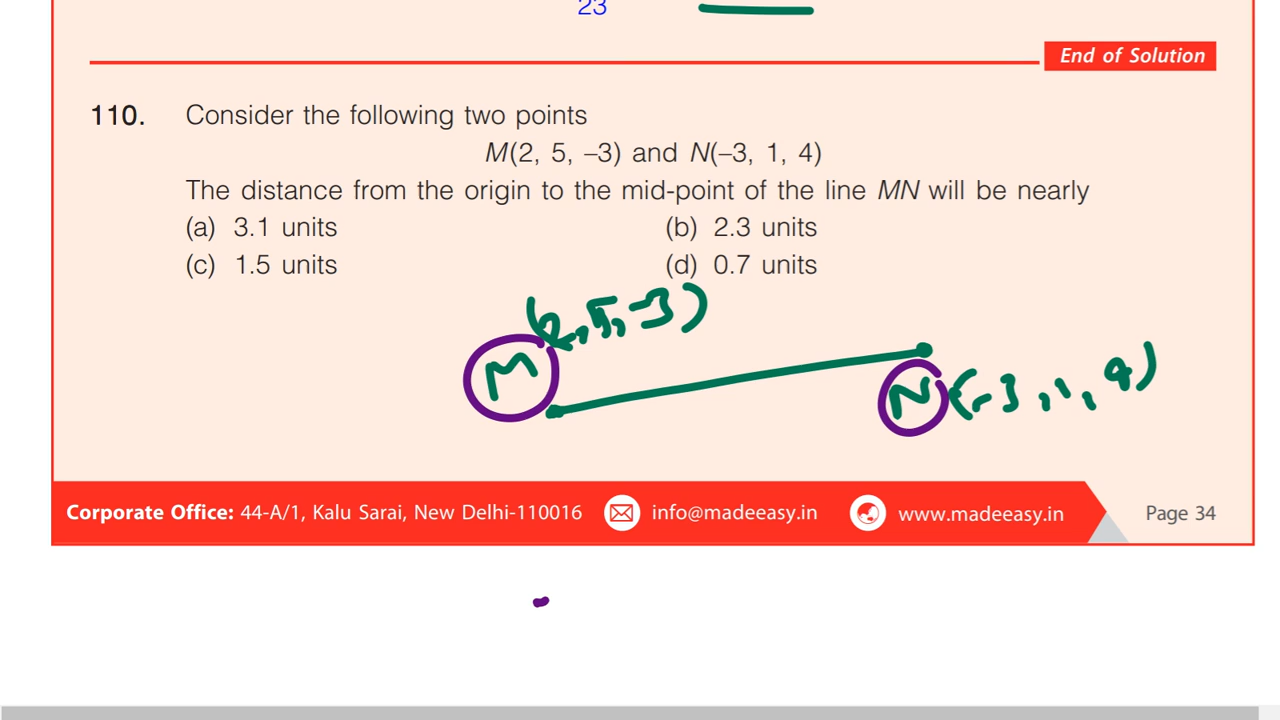 23
End of Solution
110. Consider the following two points
M(2, 5, –3) and N(–3, 1, 4)
The distance from the origin to the mid-point of the line MN will be nearly
(a) 3.1 units (b) 2.3 units
(c) 1.5 units (d) 0.7 units
(2, 5, -3)
M
N (-3, 1, 4)
Corporate Office: 44-A/1, Kalu Sarai, New Delhi-110016 info@madeeasy.in www.madeeasy.in Page 34